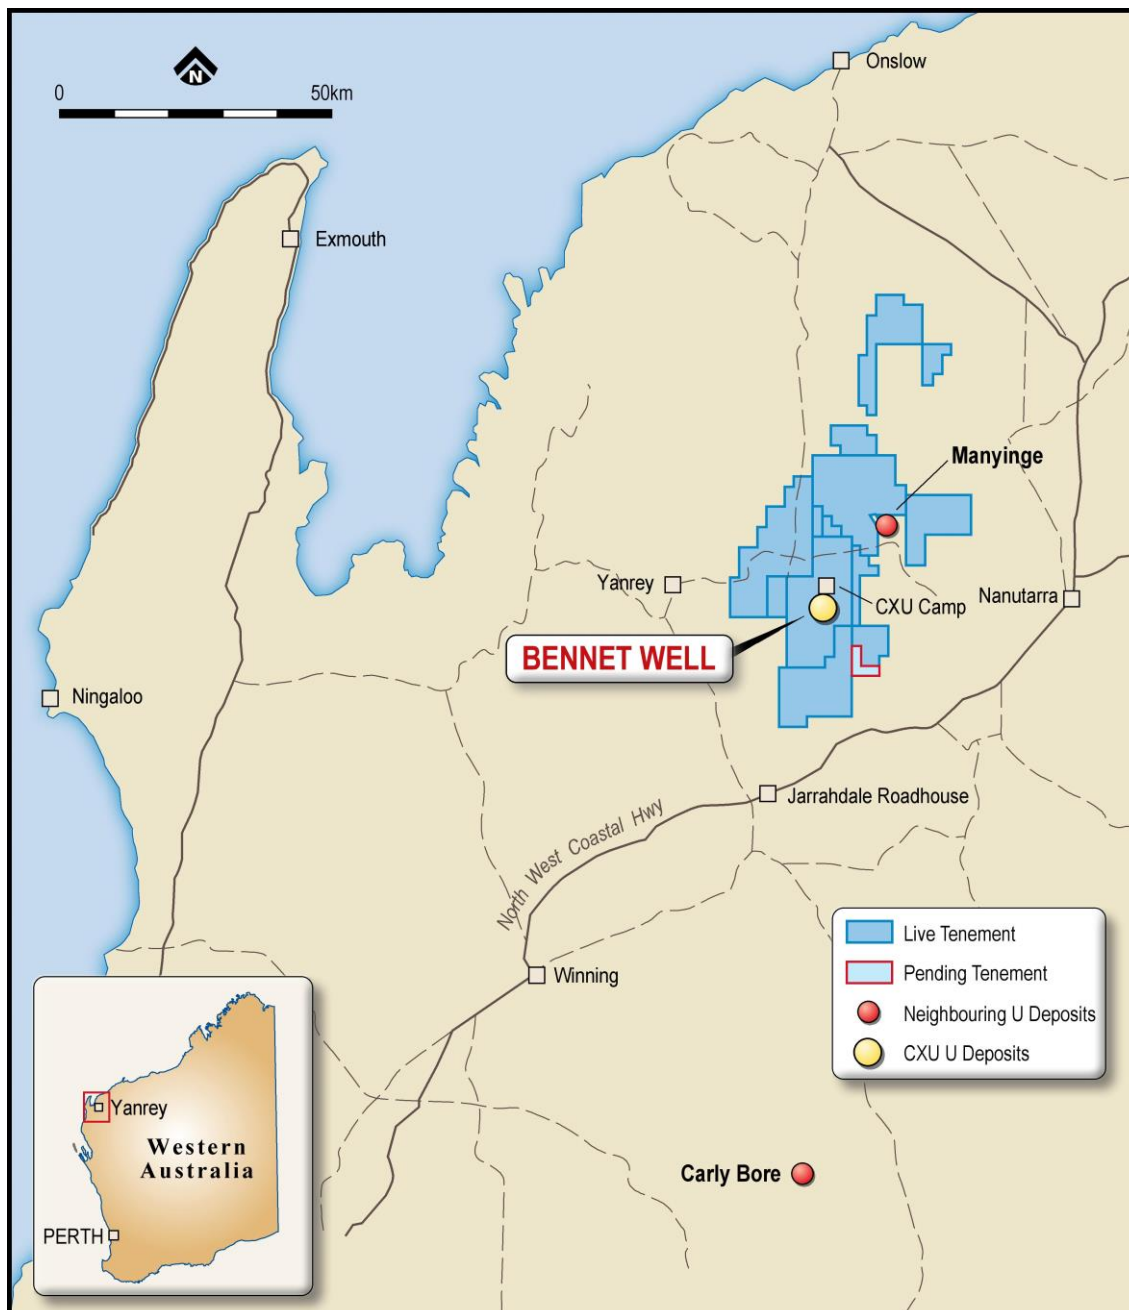 Onslow
N
0
50km
Exmouth
Manyinge
Yanrey
CXU Camp
Nanutarra
BENNET WELL
Ningaloo
Jarrahdale Roadhouse
North West Coastal Hwy
Live Tenement
Winning
Pending Tenement
Neighbouring U Deposits
CXU U Deposits
Yanrey
Western
Australia
Carly Bore
PERTH